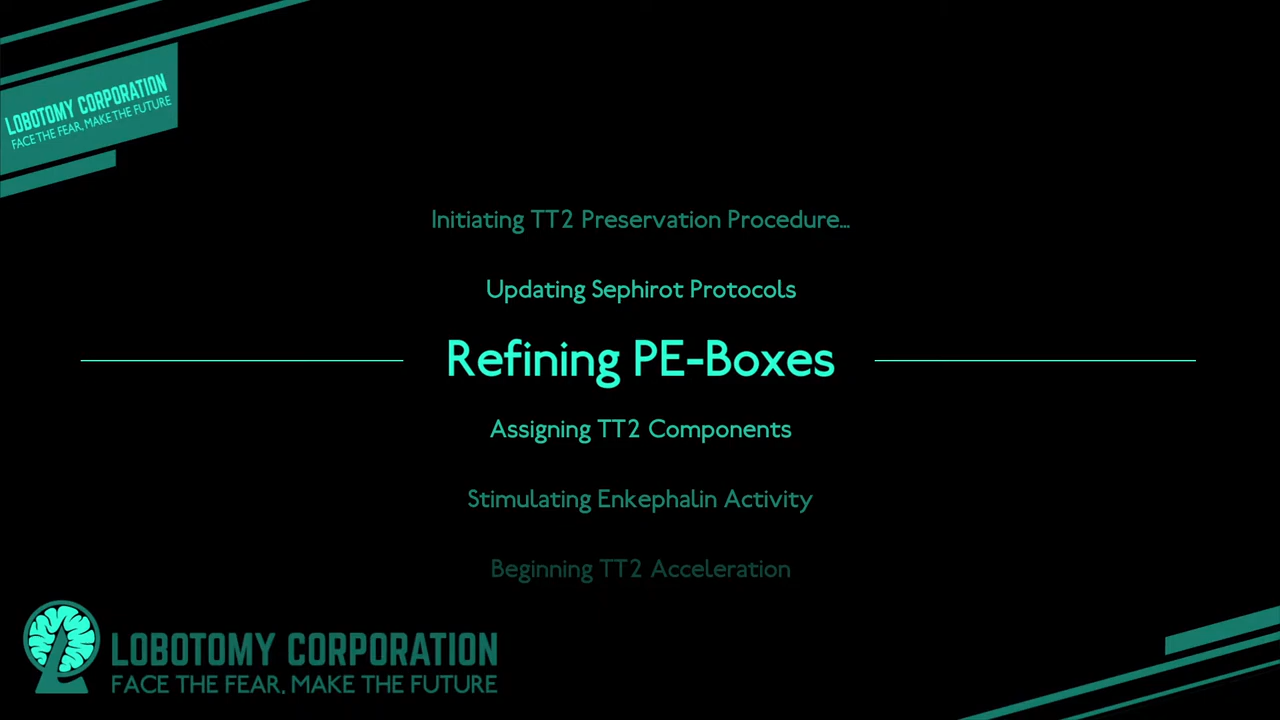 LOBOTOMY CORPORATION
FACE THE FEAR, MAKE THE FUTURE
Initiating TT2 Preservation Procedure...
Updating Sephirot Protocols
Refining PE-Boxes
Assigning TT2 Components
Stimulating Enkephalin Activity
Beginning TT2 Acceleration
LOBOTOMY CORPORATION
FACE THE FEAR, MAKE THE FUTURE